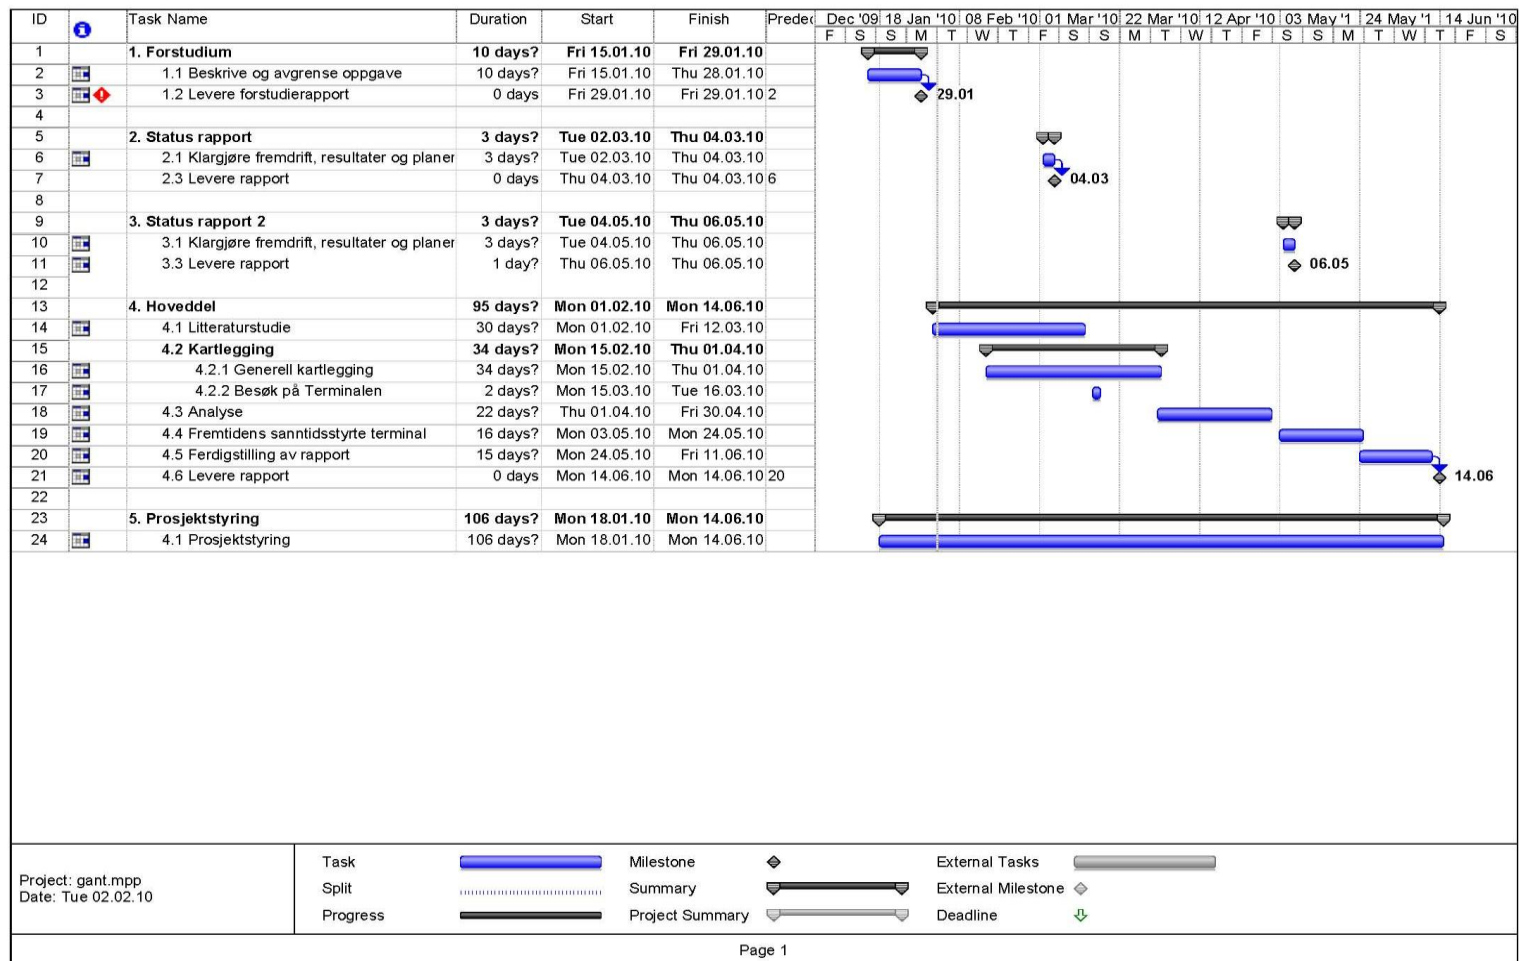 ID Task Name Duration Start Finish Predec Dec '09 18 Jan '10 08 Feb '10 01 Mar '10 22 Mar '10 12 Apr '10 03 May '1 24 May '1 14 Jun '10
F S S M T W T F S S M T W T F S S M T W T F S
1 1. Forstudium 10 days? Fri 15.01.10 Fri 29.01.10
2 1.1 Beskrive og avgrense oppgave 10 days? Fri 15.01.10 Thu 28.01.10
3 1.2 Levere forstudierapport 0 days Fri 29.01.10 Fri 29.01.10 2 29.01
4
5 2. Status rapport 3 days? Tue 02.03.10 Thu 04.03.10
6 2.1 Klargjøre fremdrift, resultater og planer 3 days? Tue 02.03.10 Thu 04.03.10
7 2.3 Levere rapport 0 days Thu 04.03.10 Thu 04.03.10 6 04.03
8
9 3. Status rapport 2 3 days? Tue 04.05.10 Thu 06.05.10
10 3.1 Klargjøre fremdrift, resultater og planer 3 days? Tue 04.05.10 Thu 06.05.10
11 3.3 Levere rapport 1 day? Thu 06.05.10 Thu 06.05.10 06.05
12
13 4. Hoveddel 95 days? Mon 01.02.10 Mon 14.06.10
14 4.1 Litteraturstudie 30 days? Mon 01.02.10 Fri 12.03.10
15 4.2 Kartlegging 34 days? Mon 15.02.10 Thu 01.04.10
16 4.2.1 Generell kartlegging 34 days? Mon 15.02.10 Thu 01.04.10
17 4.2.2 Besøk på Terminalen 2 days? Mon 15.03.10 Tue 16.03.10
18 4.3 Analyse 22 days? Thu 01.04.10 Fri 30.04.10
19 4.4 Fremtidens sanntidsstyrte terminal 16 days? Mon 03.05.10 Mon 24.05.10
20 4.5 Ferdigstilling av rapport 15 days? Mon 24.05.10 Fri 11.06.10
21 4.6 Levere rapport 0 days Mon 14.06.10 Mon 14.06.10 20 14.06
22
23 5. Prosjektstyring 106 days? Mon 18.01.10 Mon 14.06.10
24 4.1 Prosjektstyring 106 days? Mon 18.01.10 Mon 14.06.10
Project: gant.mpp
Date: Tue 02.02.10
Task Milestone External Tasks
Split Summary External Milestone
Progress Project Summary Deadline
Page 1